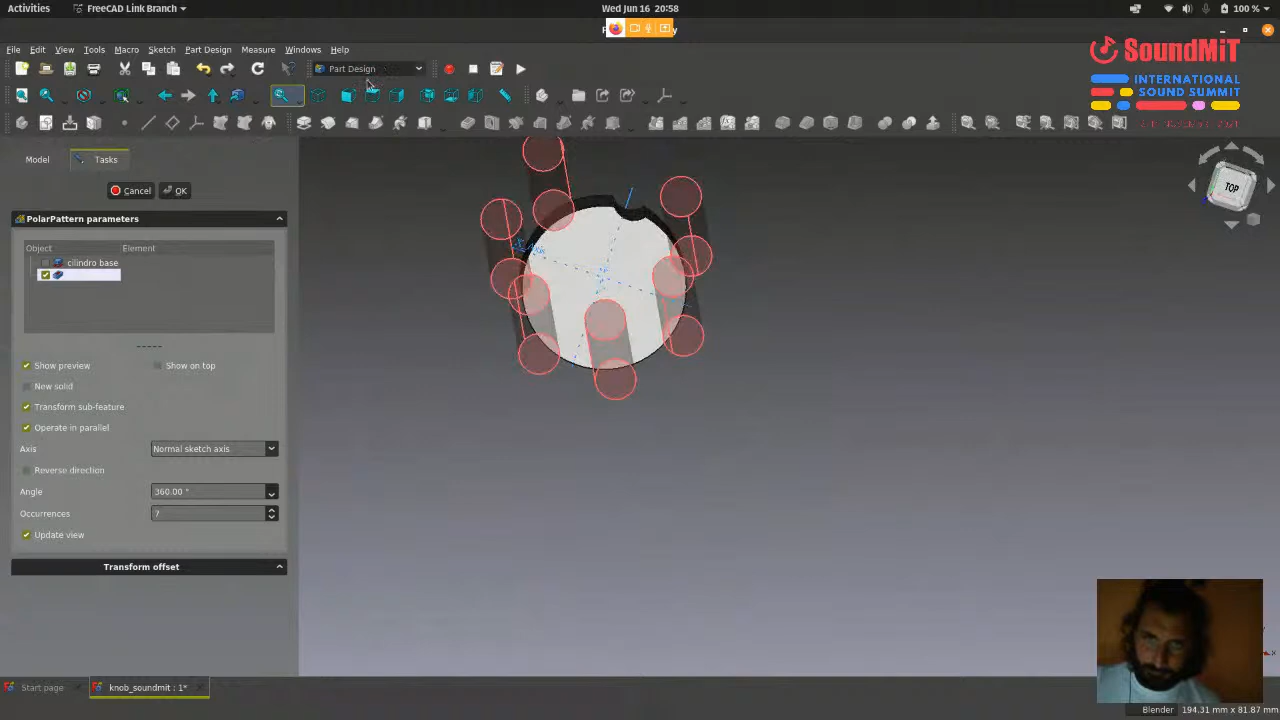 Activities
FreeCAD Link Branch
Wed Jun 16 20:58
100 %
File Edit View Tools Macro Sketch Part Design Measure Windows Help
Part Design
SoundMiT
INTERNATIONAL
SOUND SUMMIT
Model
Tasks
Cancel
OK
TOP
PolarPattern parameters
Object
Element
cilindro base
Show preview
Show on top
New solid
Transform sub-feature
Operate in parallel
Axis
Normal sketch axis
Reverse direction
Angle
360.00 °
Occurrences
7
Update view
Transform offset
Start page
knob_soundmit : 1*
Blender
194.31 mm x 81.87 mm